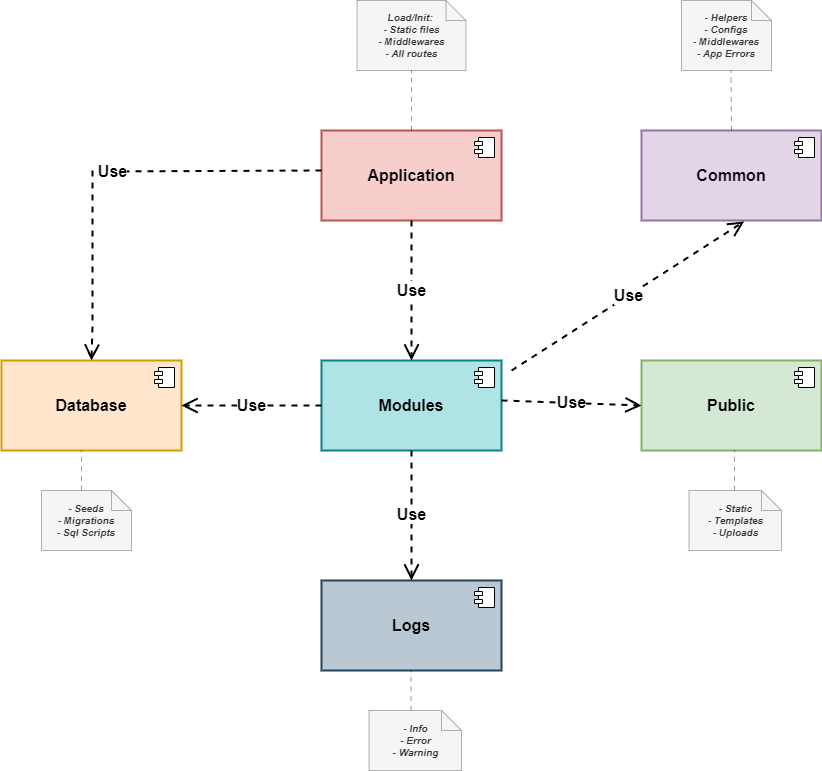 Load/Init:
- Static files
- Middlewares
- All routes
- Helpers
- Configs
- Middlewares
- App Errors
Application
Common
Use
Use
Use
Database
Use
Modules
Use
Public
- Seeds
- Migrations
- Sql Scripts
Use
- Static
- Templates
- Uploads
Logs
- Info
- Error
- Warning